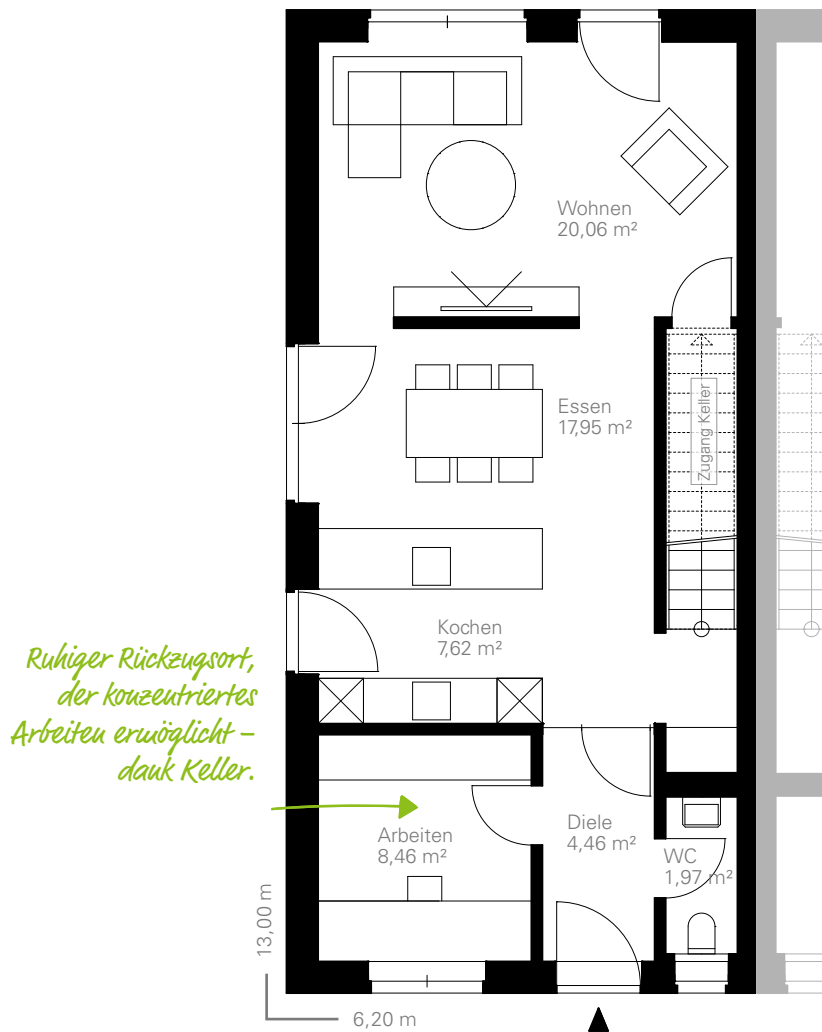 Wohnen
20,06 m²
Essen
17,95 m²
Zugang Keller
Kochen
7,62 m²
Ruhiger Rückzugsort,
der konzentriertes
Arbeiten ermöglicht –
dank Keller.
Arbeiten
8,46 m²
Diele
4,46 m²
WC
1,97 m²
13,00 m
6,20 m